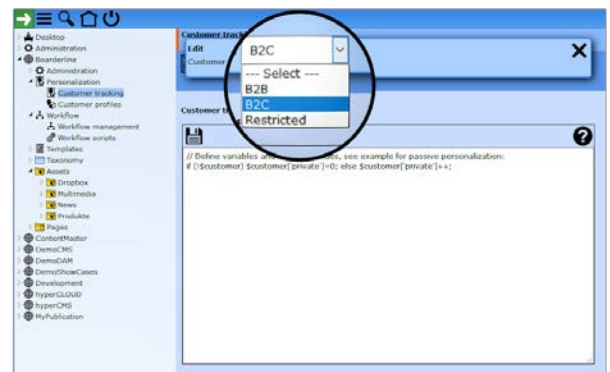 Desktop
Administration
Boarderline
Administration
Personalization
Customer tracking
Customer profiles
Workflow
Workflow management
Workflow scripts
Templates
Taxonomy
Assets
Dropbox
Multimedia
News
Produkte
Pages
ContentMaster
DemoCMS
DemoDAM
DemoShowCases
Development
hyperCLOUD
hyperCMS
MyPublication
Customer track
Edit
Customer
B2C
--- Select ---
B2B
B2C
Restricted
Customer
// Define variables and, see example for passive personalization:
if (!$customer) $customer['private']=0; else $customer['private']++;